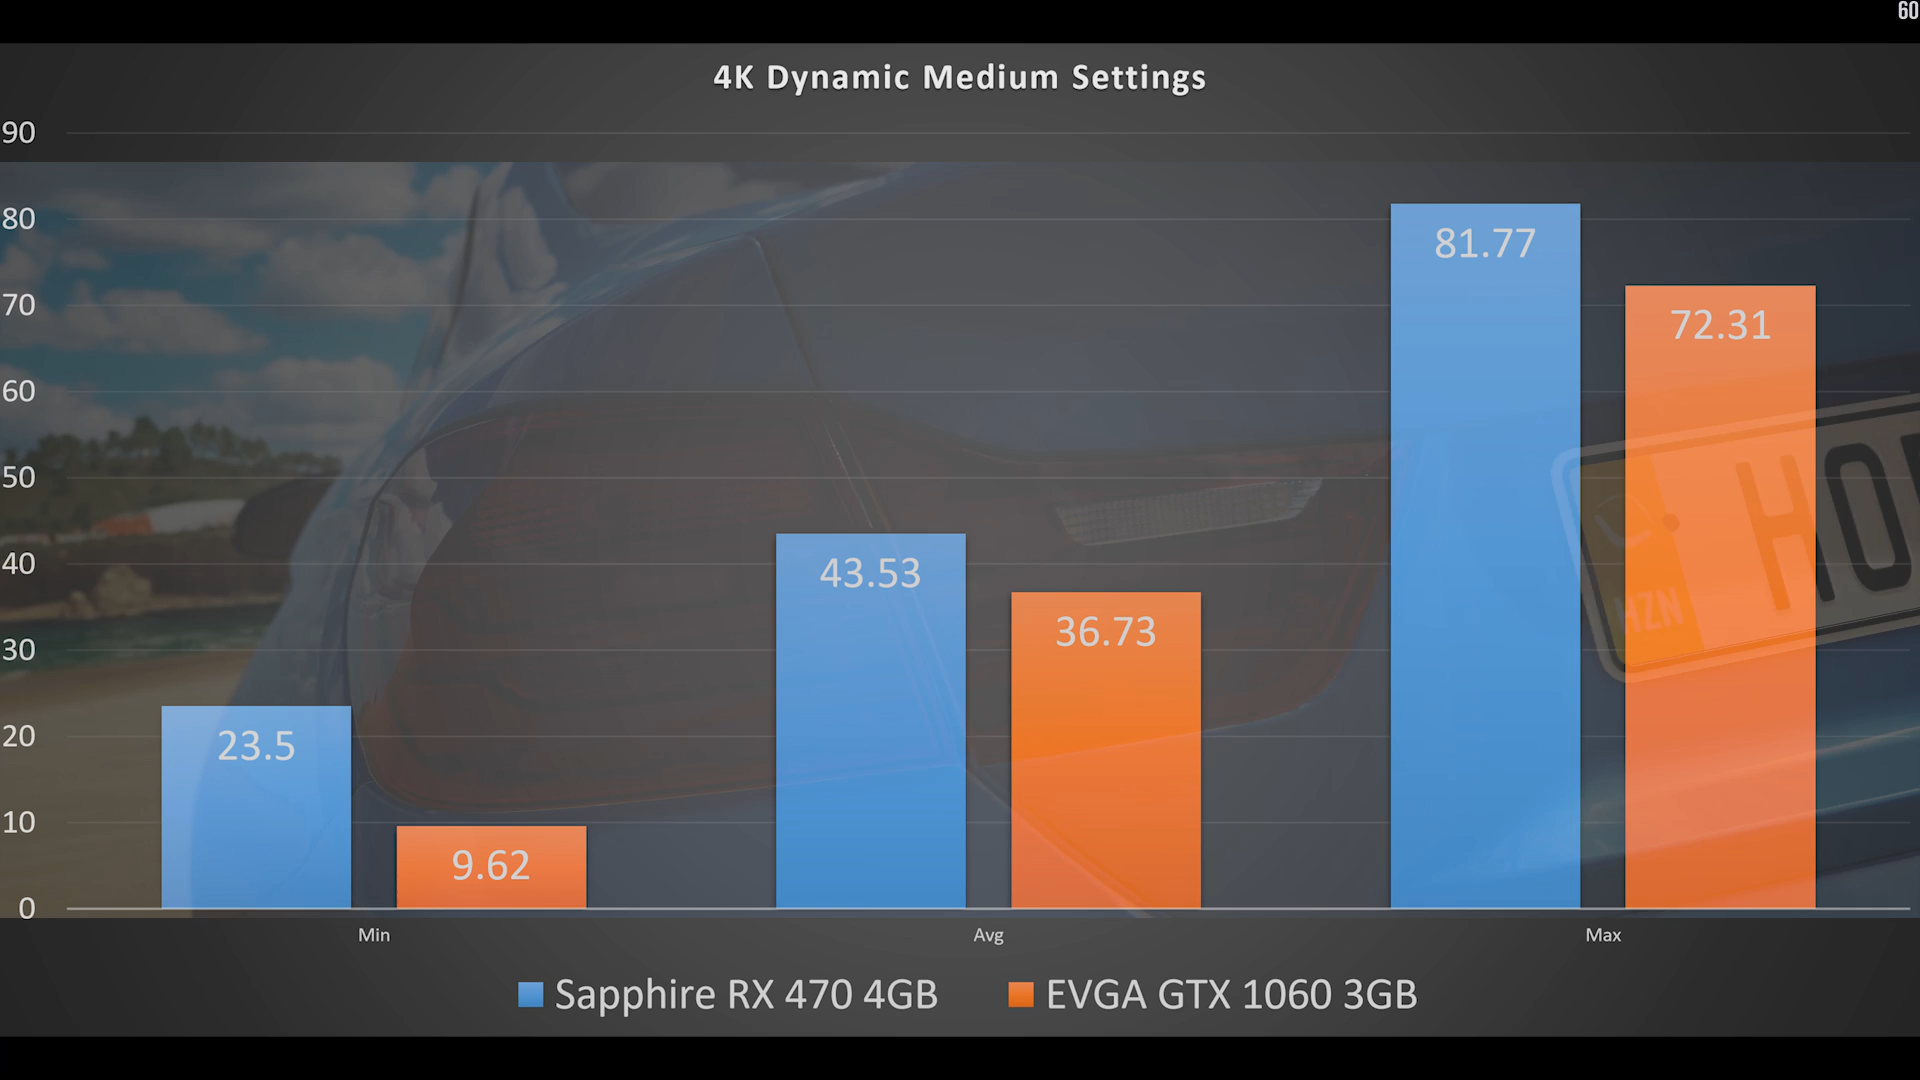 60
4K Dynamic Medium Settings
90
80
70
60
50
40
30
20
10
0
23.5
9.62
43.53
36.73
81.77
72.31
HZN
Min
Avg
Max
Sapphire RX 470 4GB
EVGA GTX 1060 3GB